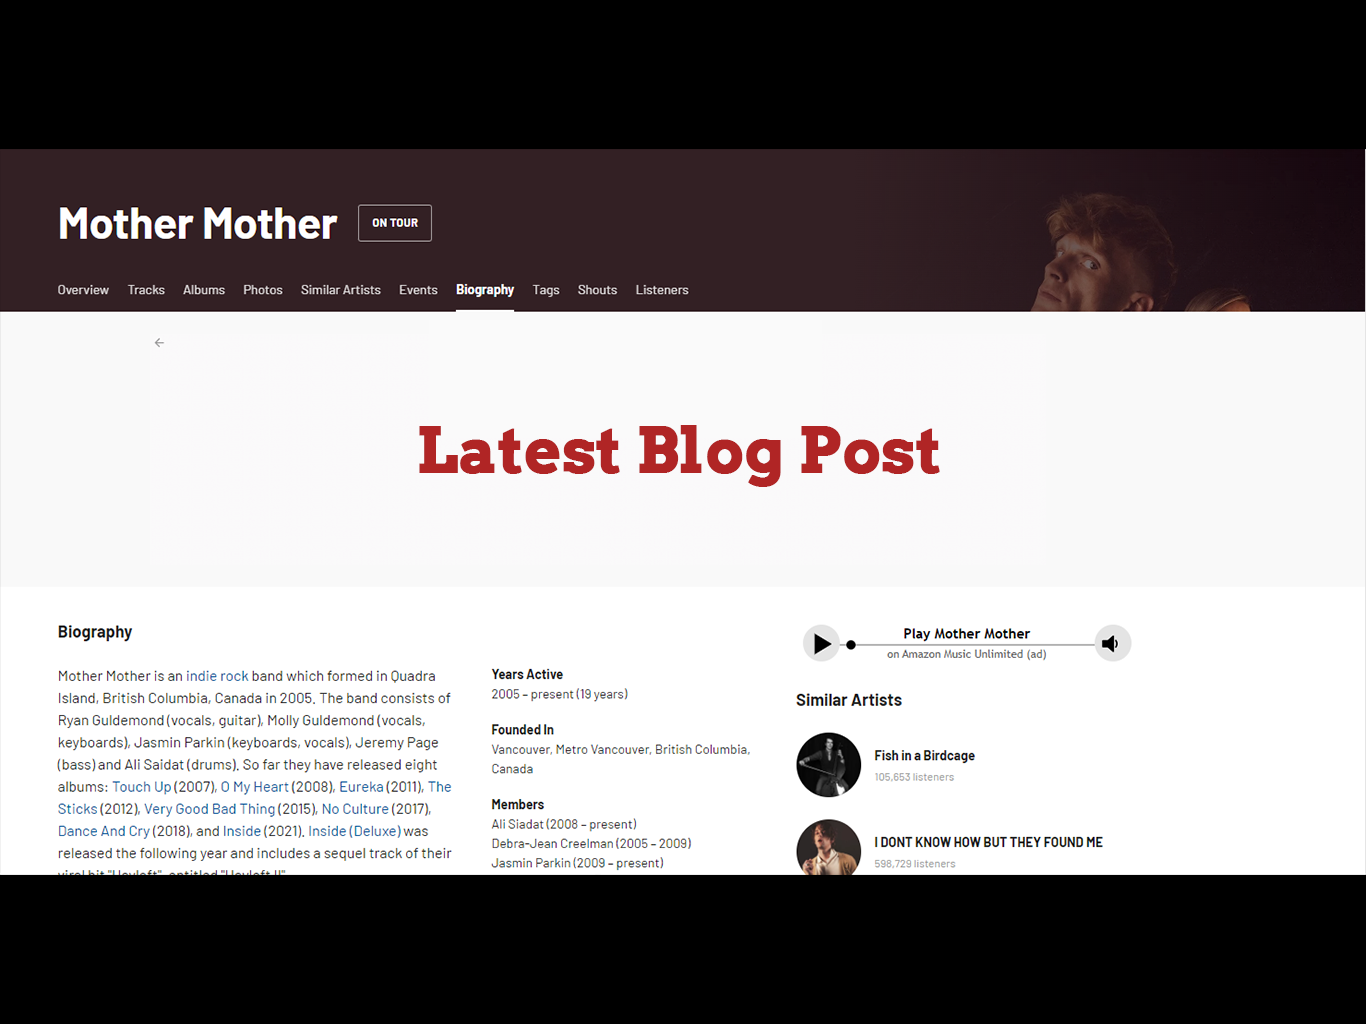 Mother Mother
ON TOUR
Overview Tracks Albums Photos Similar Artists Events Biography Tags Shouts Listeners
Latest Blog Post
Biography
Mother Mother is an indie rock band which formed in Quadra
Island, British Columbia, Canada in 2005. The band consists of
Ryan Guldemond (vocals, guitar), Molly Guldemond (vocals,
keyboards), Jasmin Parkin (keyboards, vocals), Jeremy Page
(bass) and Ali Saidat (drums). So far they have released eight
albums: Touch Up (2007), O My Heart (2008), Eureka (2011), The
Sticks (2012), Very Good Bad Thing (2015), No Culture (2017),
Dance And Cry (2018), and Inside (2021). Inside (Deluxe) was
released the following year and includes a sequel track of their
viral hit "Hayloft", entitled "Hayloft II".
Years Active
2005 – present (19 years)
Founded In
Vancouver, Metro Vancouver, British Columbia,
Canada
Members
Ali Siadat (2008 – present)
Debra-Jean Creelman (2005 – 2009)
Jasmin Parkin (2009 – present)
Play Mother Mother
on Amazon Music Unlimited (ad)
Similar Artists
Fish in a Birdcage
105,653 listeners
I DONT KNOW HOW BUT THEY FOUND ME
598,729 listeners